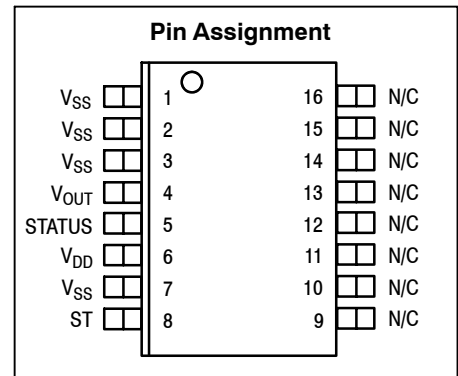 Pin Assignment
VSS 1 16 N/C
VSS 2 15 N/C
VSS 3 14 N/C
VOUT 4 13 N/C
STATUS 5 12 N/C
VDD 6 11 N/C
VSS 7 10 N/C
ST 8 9 N/C